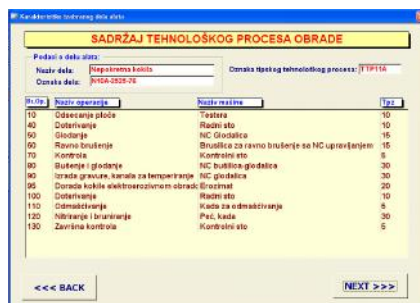 Karakteristike izabranog dela alata
SADRŽAJ TEHNOLOŠKOG PROCESA OBRADE
Podaci o delu alata:
Naziv dela: Nepokretna kokila
Oznaka dela: N10A-2525-76
Oznaka tipskog tehnološkog procesa: TTP11A
Br.Op. Naziv operacije Naziv mašine Tpz
10 Odsecanje ploče Testera 10
40 Doterivanje Radni sto 10
50 Glodanje NC Glodalica 15
60 Ravno brušenje Brusilica za ravno brušenje sa NC upravljanjem 15
70 Kontrola Kontrolni sto 5
80 Bušenje i glodanje NC bušilica-glodalica 30
90 Izrada gravure, kanala za temperiranje NC glodalica 30
95 Dorada kokile elektroerozivnom obrado Erozimat 20
100 Doterivanje Radni sto 10
110 Odmašćivanje Kada za odmašćivanje 5
120 Nitriranje i bruniranje Peć, kada 30
130 Završna kontrola Kontrolni sto 5
<<< BACK
NEXT >>>